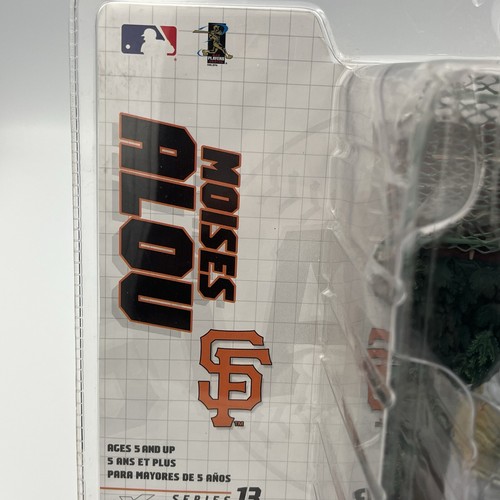 MOISES
ALOU
SF
AGES 5 AND UP
5 ANS ET PLUS
PARA MAYORES DE 5 AÑOS
SERIES 13